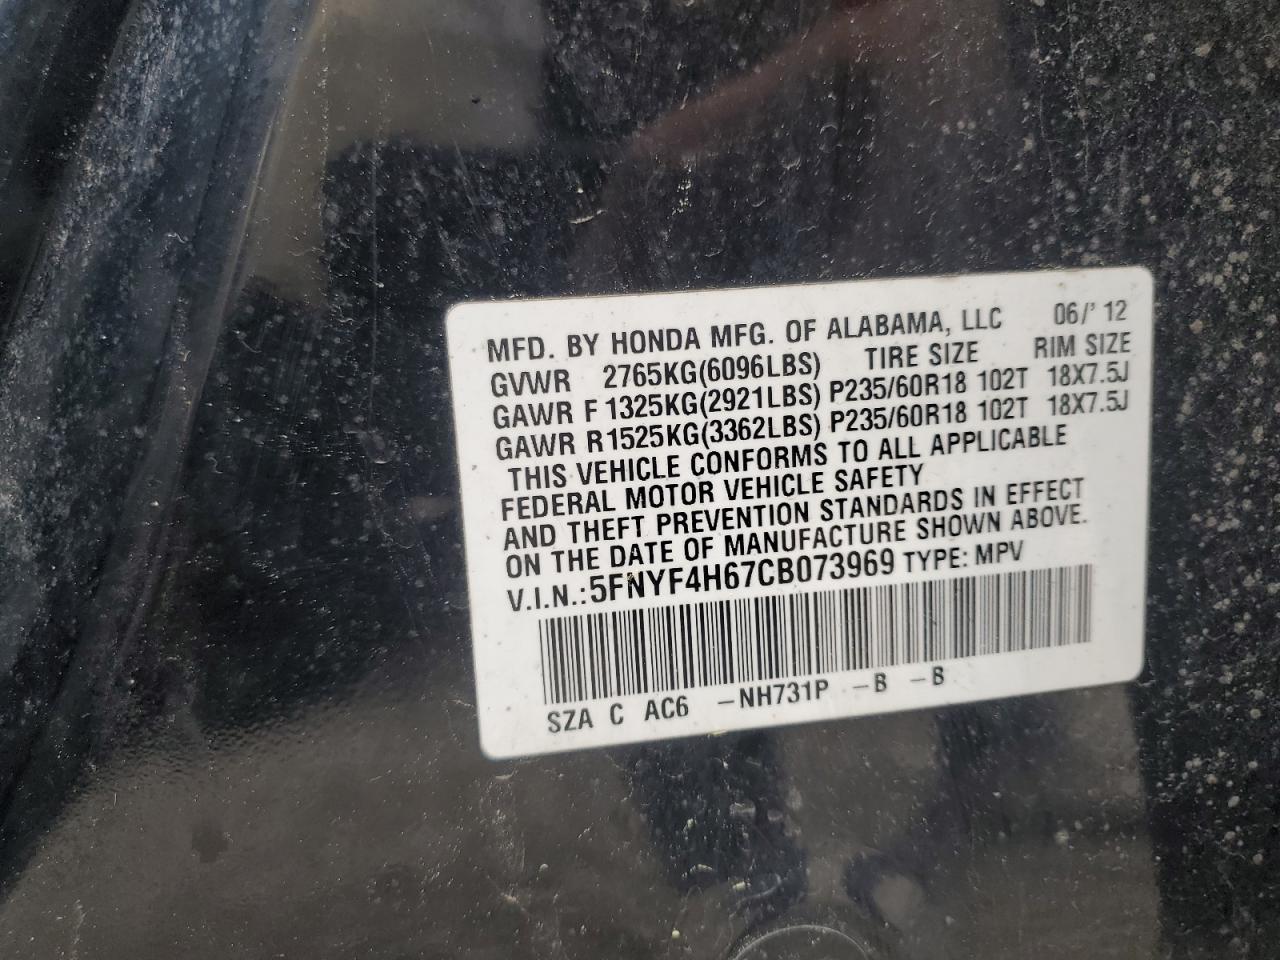 MFD. BY HONDA MFG. OF ALABAMA, LLC 06/' 12
GVWR 2765KG(6096LBS) TIRE SIZE RIM SIZE
GAWR F 1325KG(2921LBS) P235/60R18 102T 18X7.5J
GAWR R1525KG(3362LBS) P235/60R18 102T 18X7.5J
THIS VEHICLE CONFORMS TO ALL APPLICABLE
FEDERAL MOTOR VEHICLE SAFETY
AND THEFT PREVENTION STANDARDS IN EFFECT
ON THE DATE OF MANUFACTURE SHOWN ABOVE.
V.I.N.:5FNYF4H67CB073969 TYPE: MPV
SZA C AC6 -NH731P -B -B